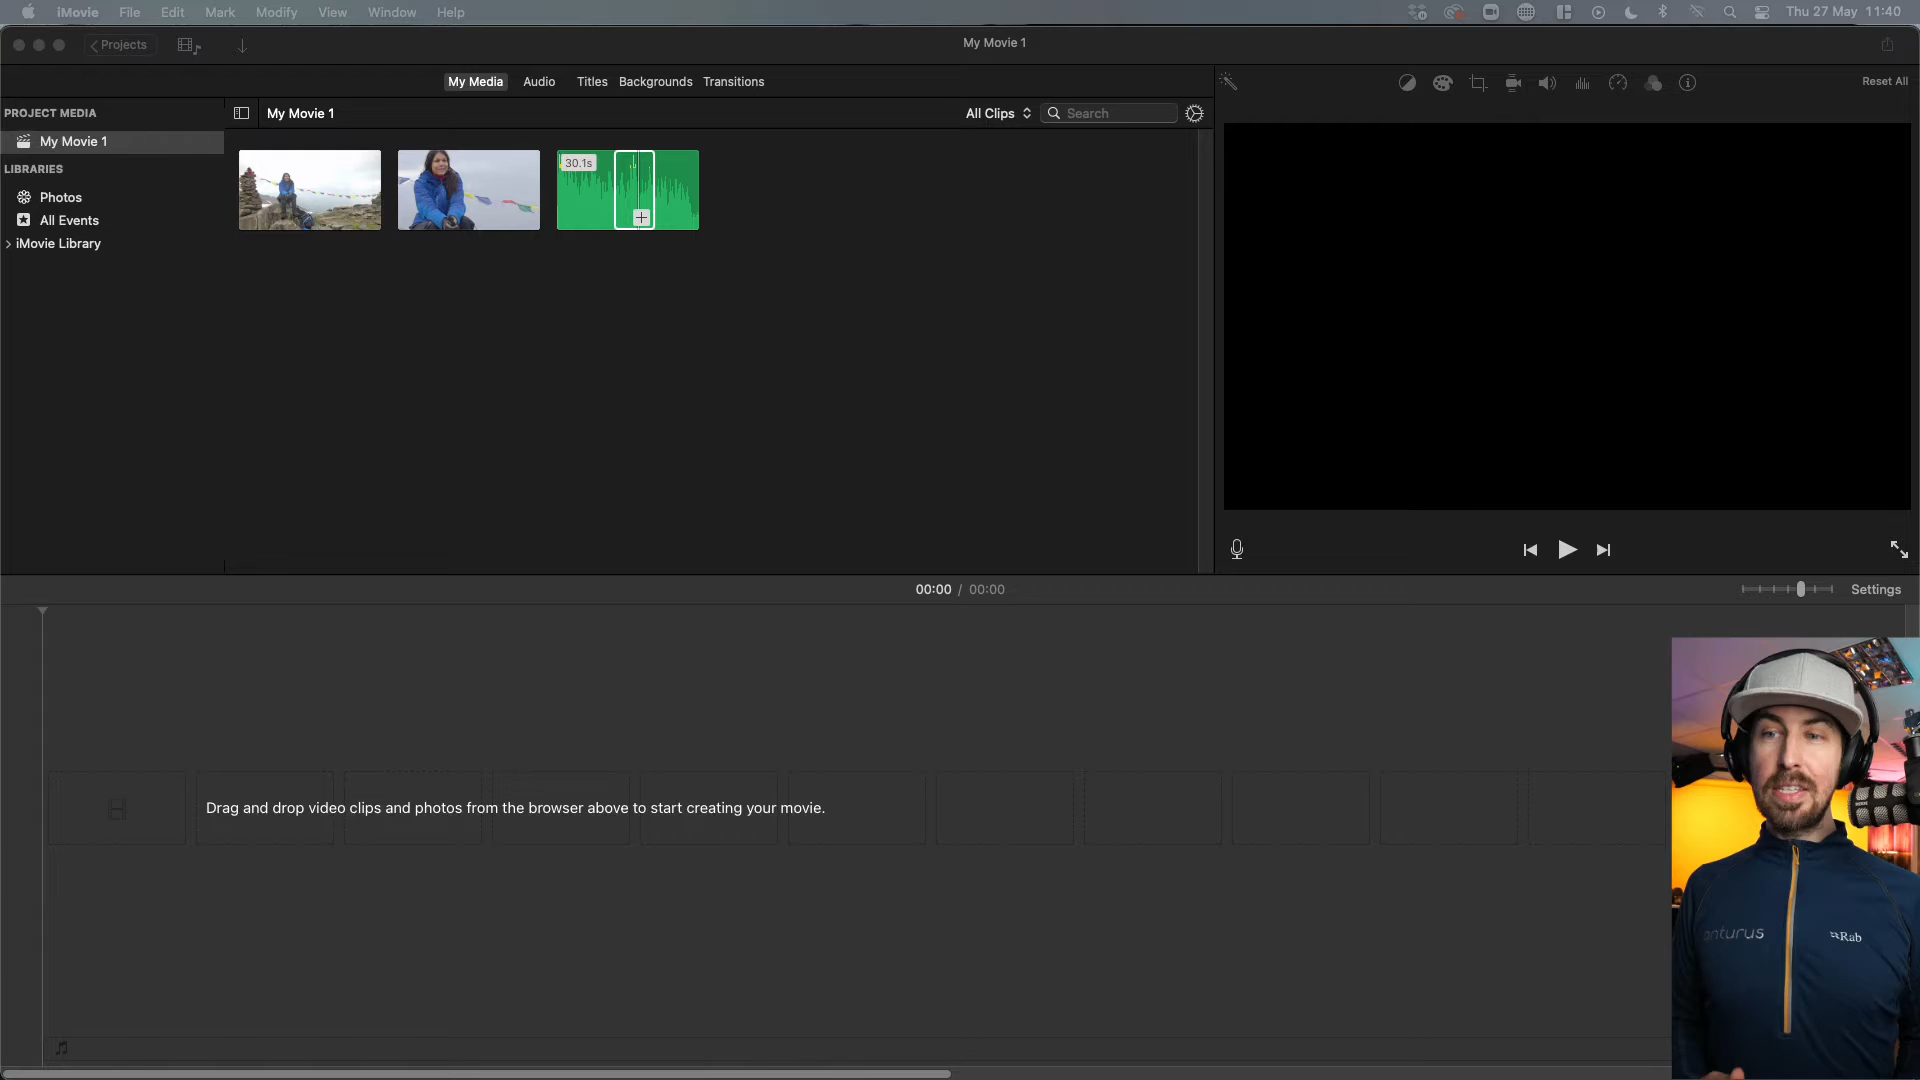 iMovie File Edit Mark Modify View Window Help
Thu 27 May 11:40
Projects
My Movie 1
My Media Audio Titles Backgrounds Transitions
Reset All
PROJECT MEDIA
My Movie 1
All Clips
Search
My Movie 1
LIBRARIES
30.1s
Photos
All Events
iMovie Library
00:00 / 00:00
Settings
Drag and drop video clips and photos from the browser above to start creating your movie.
anturus
Rab